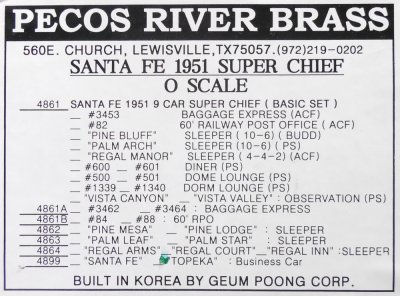 PECOS RIVER BRASS
560E. CHURCH, LEWISVILLE,TX75057.(972)219-0202
SANTA FE 1951 SUPER CHIEF
O SCALE
4861 SANTA FE 1951 9 CAR SUPER CHIEF ( BASIC SET )
__ #3453 BAGGAGE EXPRESS (ACF)
__ #82 60' RAILWAY POST OFFICE ( ACF)
__ "PINE BLUFF" SLEEPER ( 10-6) ( BUDD)
__ "PALM ARCH" SLEEPER (10-6) ( PS)
__ "REGAL MANOR" SLEEPER ( 4-4-2) (ACF)
__ #600 __ #601 DINER (PS)
__ #500 __ #501 DOME LOUNGE (PS)
__ #1339 __ #1340 DORM LOUNGE (PS)
__ "VISTA CANYON" __ "VISTA VALLEY" : OBSERVATION (PS)
4861A __ #3462 __ #3464 : BAGGAGE EXPRESS
4861B __ #84 __ #88 : 60' RPO
4862 __ "PINE MESA" __ "PINE LODGE" : SLEEPER
4863 __ "PALM LEAF" __ "PALM STAR" : SLEEPER
4864 __ "REGAL ARMS" __ "REGAL COURT" __ "REGAL INN" :SLEEPER
4899 __ "SANTA FE" __ "TOPEKA" : Business Car
BUILT IN KOREA BY GEUM POONG CORP.